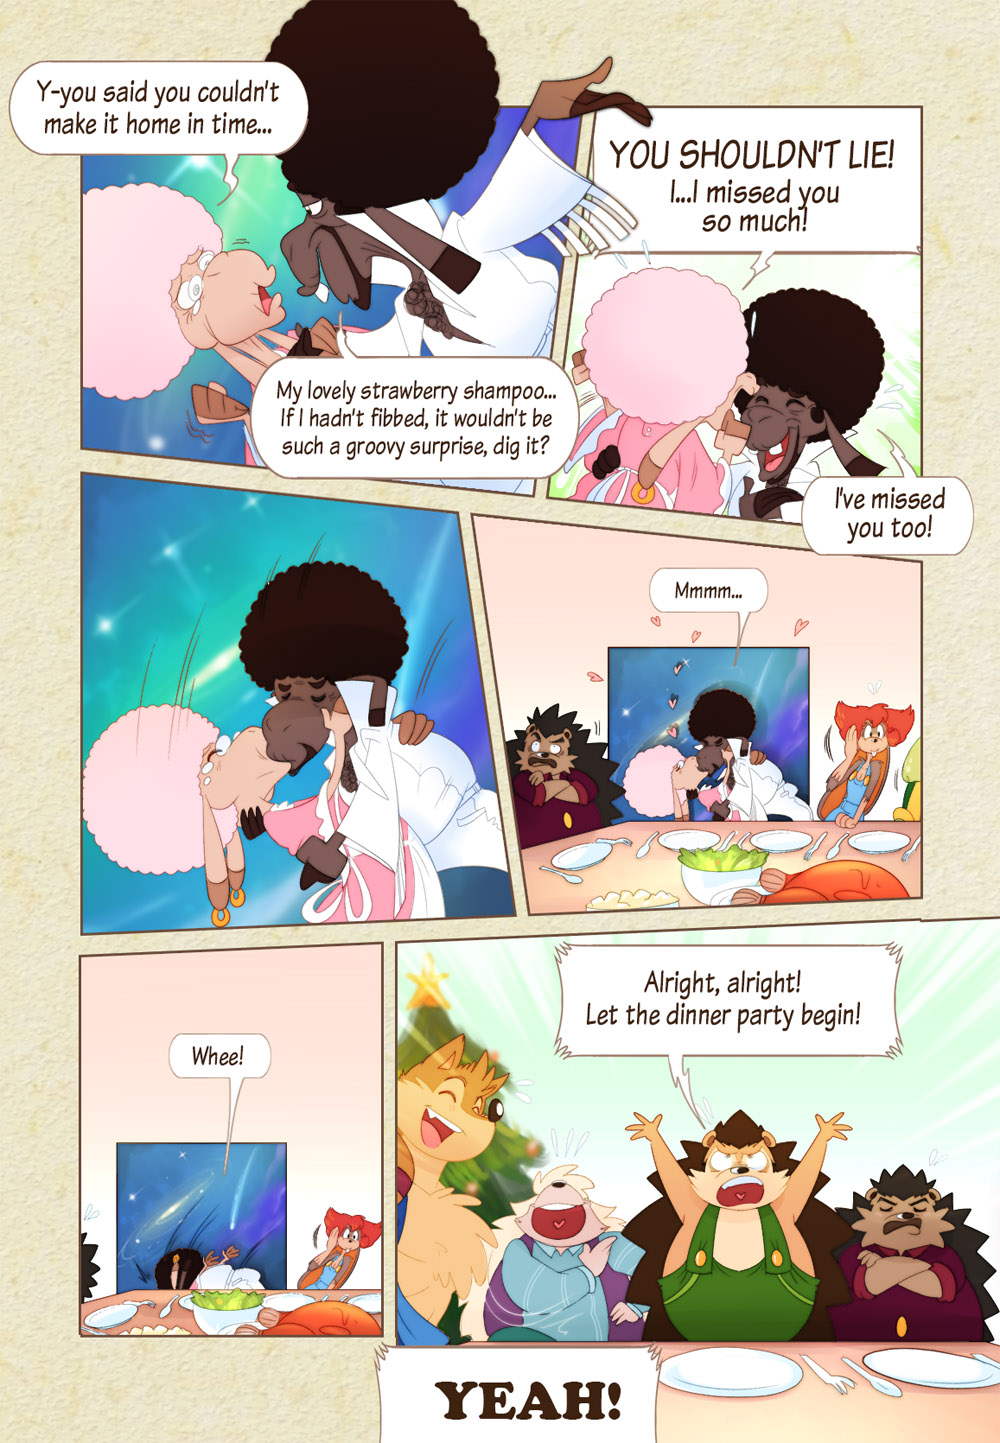 Y-you said you couldn't
make it home in time...
My lovely strawberry shampoo...
If I hadn't fibbed, it wouldn't be
such a groovy surprise, dig it?
YOU SHOULDN'T LIE!
I...I missed you
so much!
I've missed
you too!
Mmmm...
Whee!
Alright, alright!
Let the dinner party begin!
YEAH!